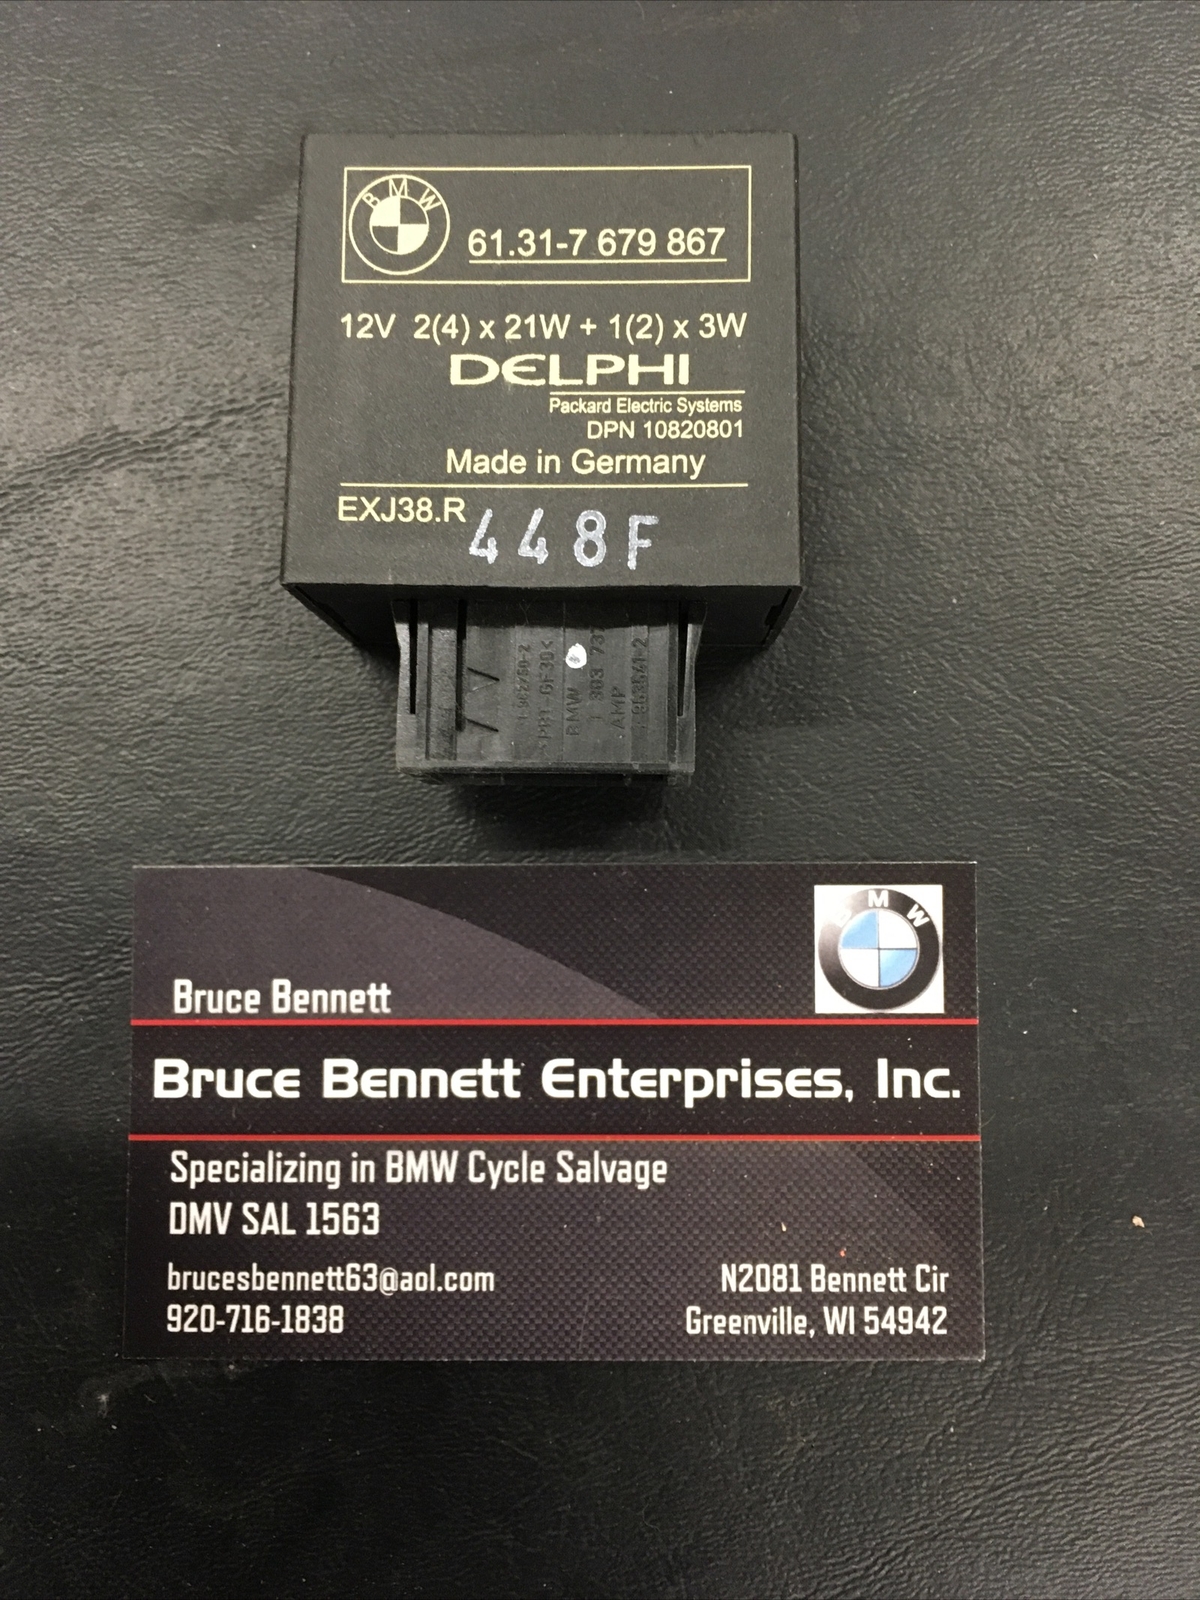 BMW
61.31-7 679 867
12V 2(4) x 21W + 1(2) x 3W
DELPHI
Packard Electric Systems
DPN 10820801
Made in Germany
EXJ38.R
448F
BMW
AMP
MW
Bruce Bennett
Bruce Bennett Enterprises, Inc.
Specializing in BMW Cycle Salvage
DMV SAL 1563
brucesbennett63@aol.com
920-716-1838
N2081 Bennett Cir
Greenville, WI 54942